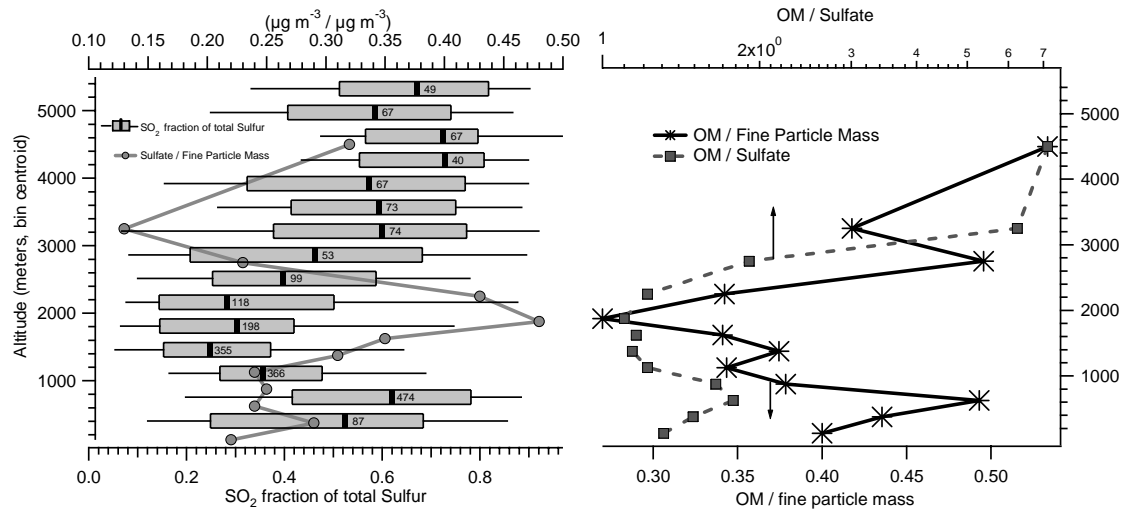 (µg m⁻³ / µg m⁻³)
0.10 0.15 0.20 0.25 0.30 0.35 0.40 0.45 0.50
5000
4000
3000
2000
1000
0
Altitude (meters, bin centroid)
SO₂ fraction of total Sulfur
Sulfate / Fine Particle Mass
49
67
67
40
67
73
74
53
99
118
198
355
366
474
87
0.0 0.2 0.4 0.6 0.8
SO₂ fraction of total Sulfur
OM / Sulfate
1 2x10⁰ 3 4 5 6 7
OM / Fine Particle Mass
OM / Sulfate
5000
4000
3000
2000
1000
0.30 0.35 0.40 0.45 0.50
OM / fine particle mass